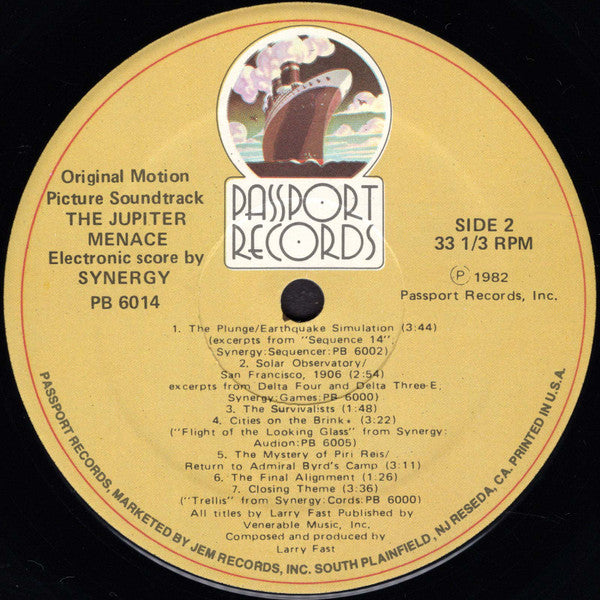 PASSPORT
RECORDS
Original Motion
Picture Soundtrack
THE JUPITER
MENACE
Electronic score by
SYNERGY
PB 6014
SIDE 2
33 1/3 RPM
Ⓟ 1982
Passport Records, Inc.
1. The Plunge/Earthquake Simulation (3:44)
(excerpts from "Sequence 14"
Synergy:Sequencer:PB 6002)
2. Solar Observatory/
San Francisco, 1906 (2:54)
excerpts from Delta Four and Delta Three-E,
Synergy:Games:PB 6000)
3. The Survivalists (1:48)
4. Cities on the Brink. (3:22)
("Flight of the Looking Glass" from Synergy:
Audion:PB 6005)
5. The Mystery of Piri Reis/
Return to Admiral Byrd's Camp (3:11)
6. The Final Alignment (1:26)
7. Closing Theme (3:36)
("Trellis" from Synergy:Cords:PB 6000)
All titles by Larry Fast Published by
Venerable Music, Inc.
Composed and produced by
Larry Fast
PASSPORT RECORDS, MARKETED BY JEM RECORDS, INC. SOUTH PLAINFIELD, NJ RESEDA, CA. PRINTED IN U.S.A.